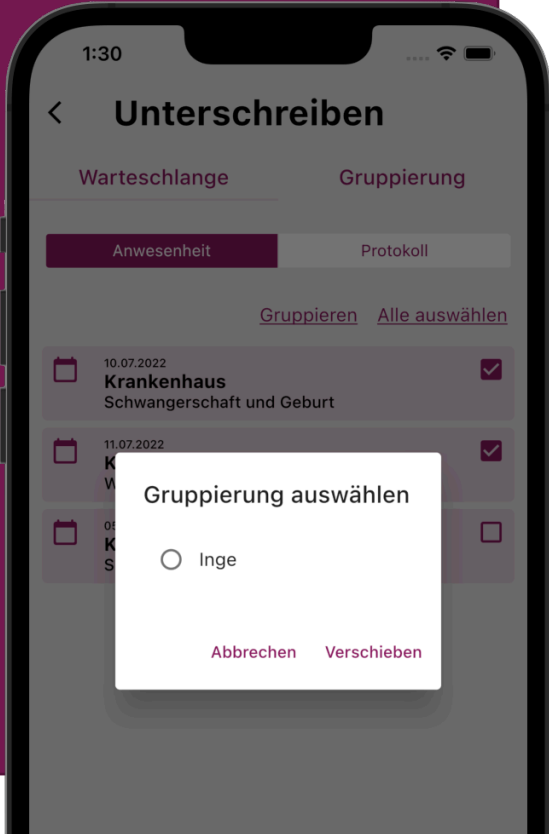 1:30
Unterschreiben
Warteschlange Gruppierung
Anwesenheit Protokoll
Gruppieren Alle auswählen
10.07.2022
Krankenhaus
Schwangerschaft und Geburt
11.07.2022
Gruppierung auswählen
Inge
Abbrechen Verschieben